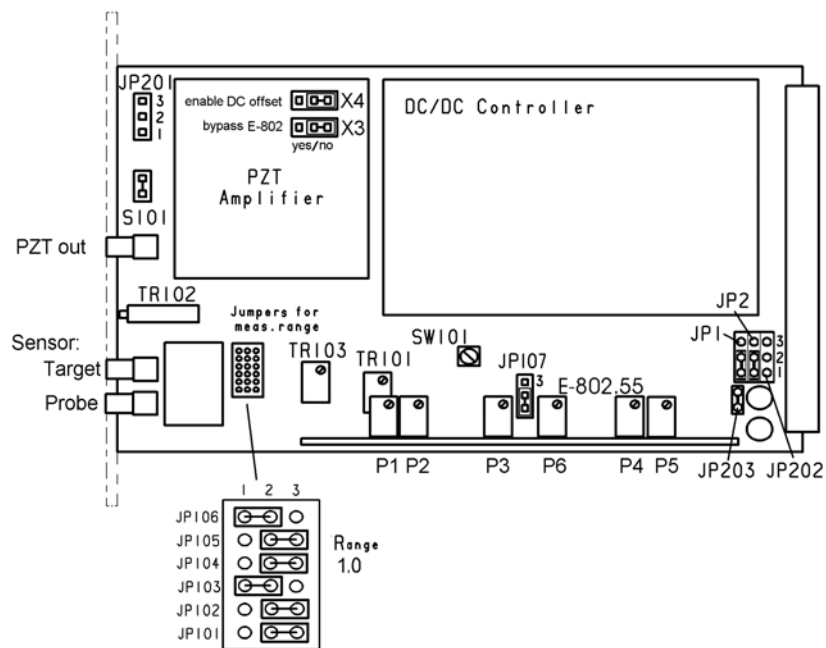 JP201
3
2
1
enable DC offset
X4
bypass E-802
X3
yes/no
PZT
Amplifier
DC/DC Controller
S101
PZT out
TR102
Jumpers for
meas.range
Sensor:
Target
Probe
TR103
TR101
SW101
JP107
3
E-802.55
JP2
JP1
3
2
1
P1 P2 P3 P6 P4 P5
JP203
JP202
1 2 3
JP106
JP105
JP104
JP103
JP102
JP101
Range
1.0